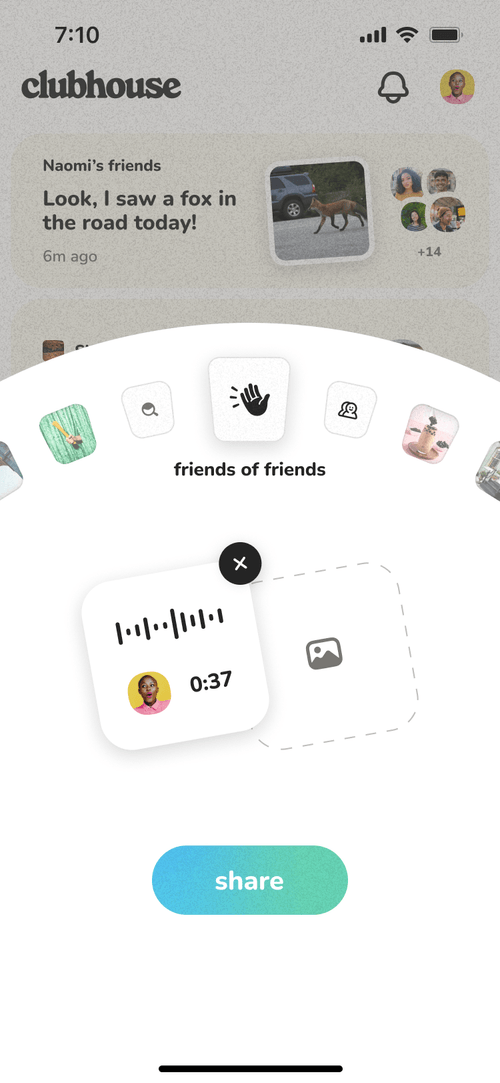 7:10
clubhouse
Naomi's friends
Look, I saw a fox in
the road today!
6m ago
+14
friends of friends
0:37
share